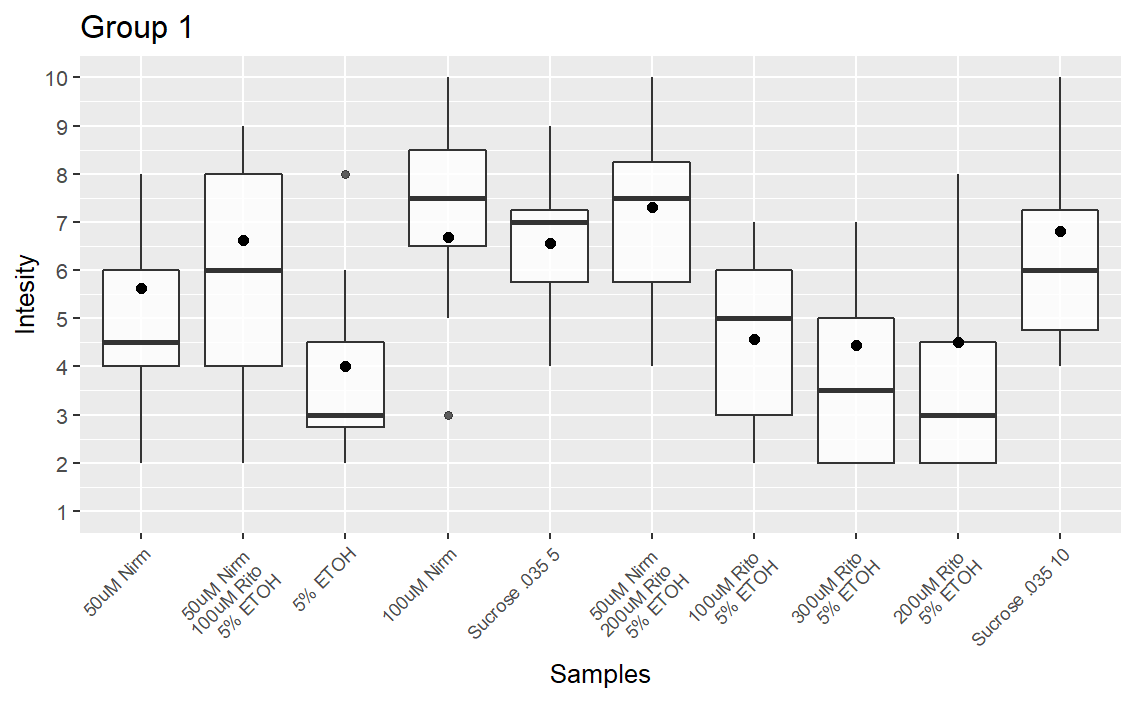 Group 1
10
9
8
7
6
5
4
3
2
1
Intesity
50uM Nirm
50uM Nirm
100uM Rito
5% ETOH
5% ETOH
100uM Nirm
Sucrose .035 5
50uM Nirm
200uM Rito
5% ETOH
100uM Rito
5% ETOH
300uM Rito
5% ETOH
200uM Rito
5% ETOH
Sucrose .035 10
Samples